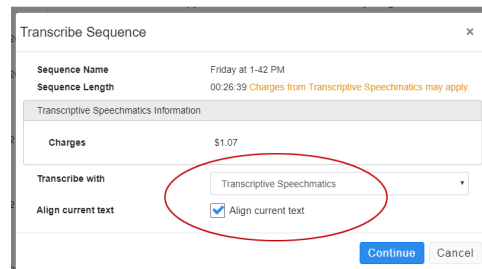 Transcribe Sequence ×
Sequence Name Friday at 1-42 PM
Sequence Length 00:26:39 Charges from Transcriptive Speechmatics may apply.
Transcriptive Speechmatics Information
Charges $1.07
Transcribe with Transcriptive Speechmatics
Align current text Align current text
Continue Cancel